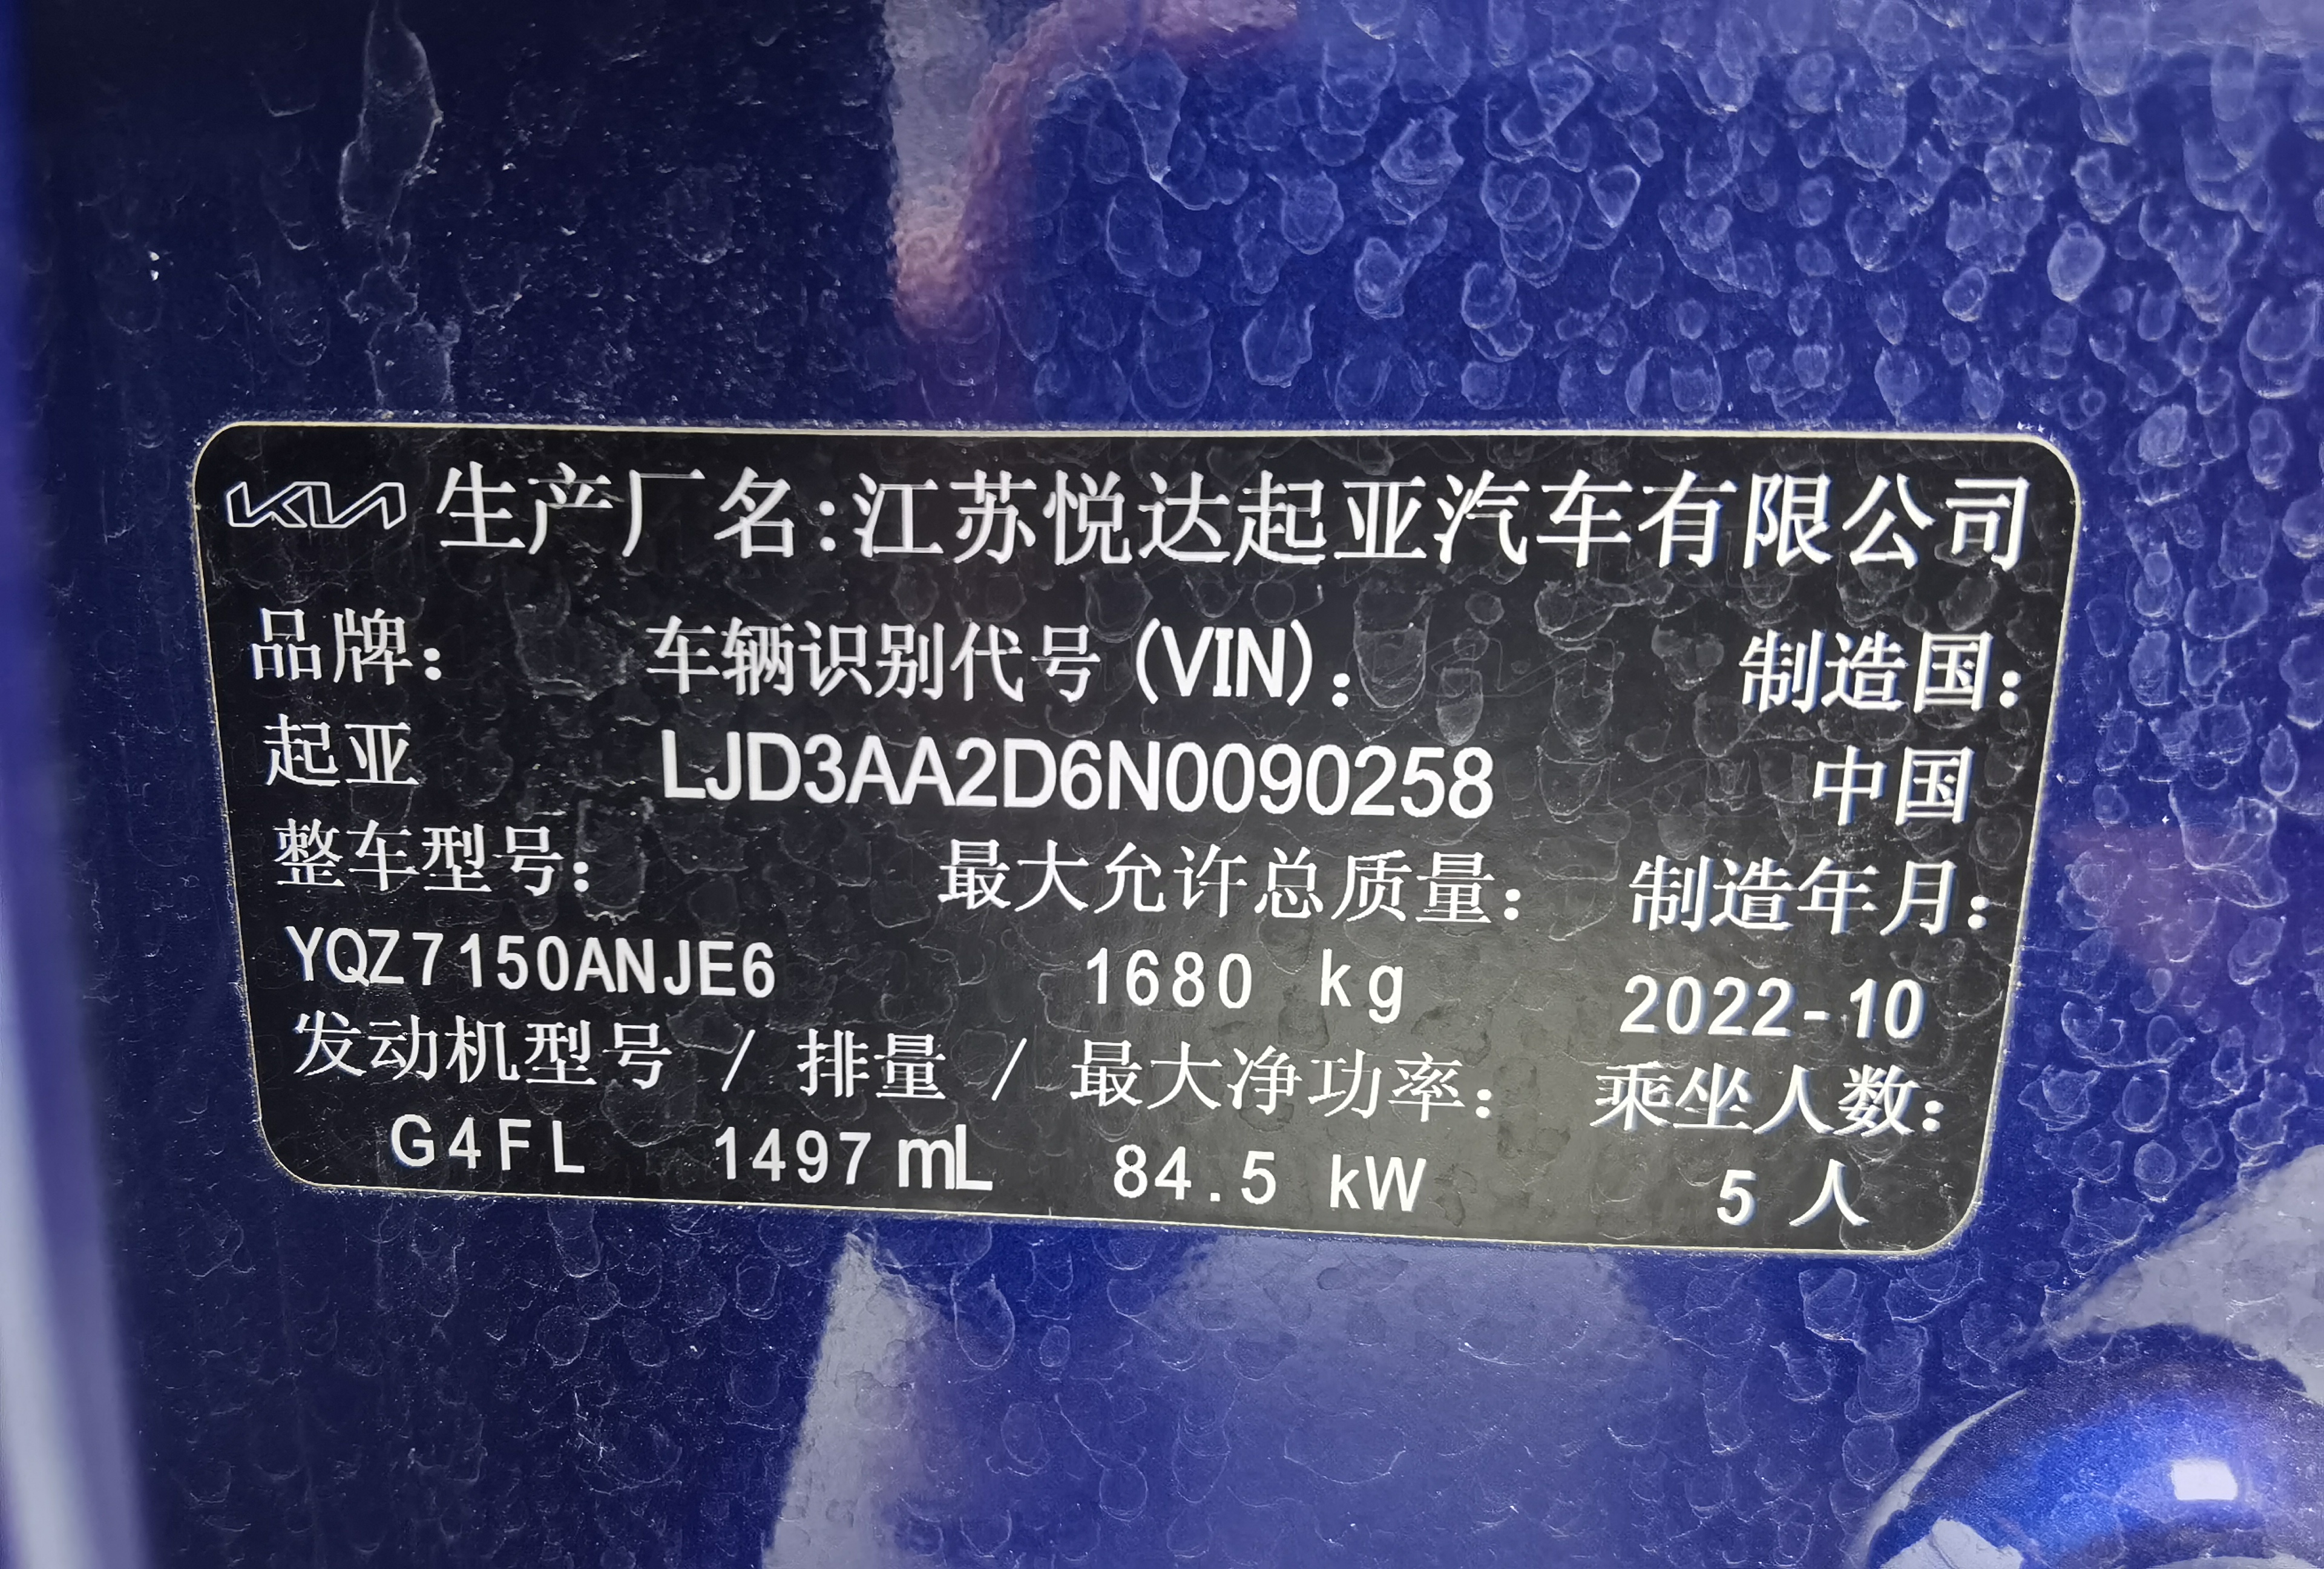 KIA 生产厂名:江苏悦达起亚汽车有限公司
品牌: 车辆识别代号(VIN): 制造国:
起亚 LJD3AA2D6N0090258 中国
整车型号: 最大允许总质量: 制造年月:
YQZ7150ANJE6 1680 kg 2022-10
发动机型号 / 排量 / 最大净功率: 乘坐人数:
G4FL 1497 mL 84.5 kW 5 人